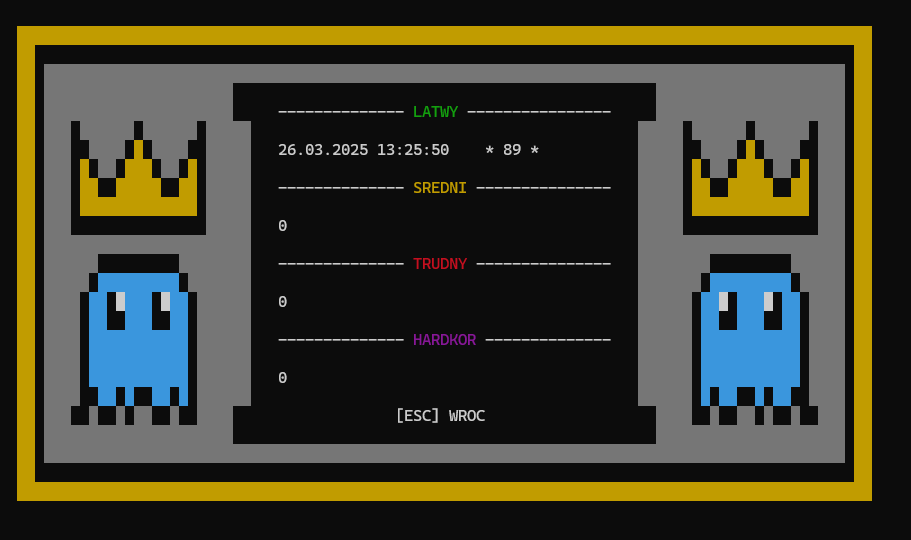 -------------- LATWY ----------------
26.03.2025 13:25:50    * 89 *
-------------- SREDNI ---------------
0
-------------- TRUDNY ---------------
0
-------------- HARDKOR --------------
0
[ESC] WROC